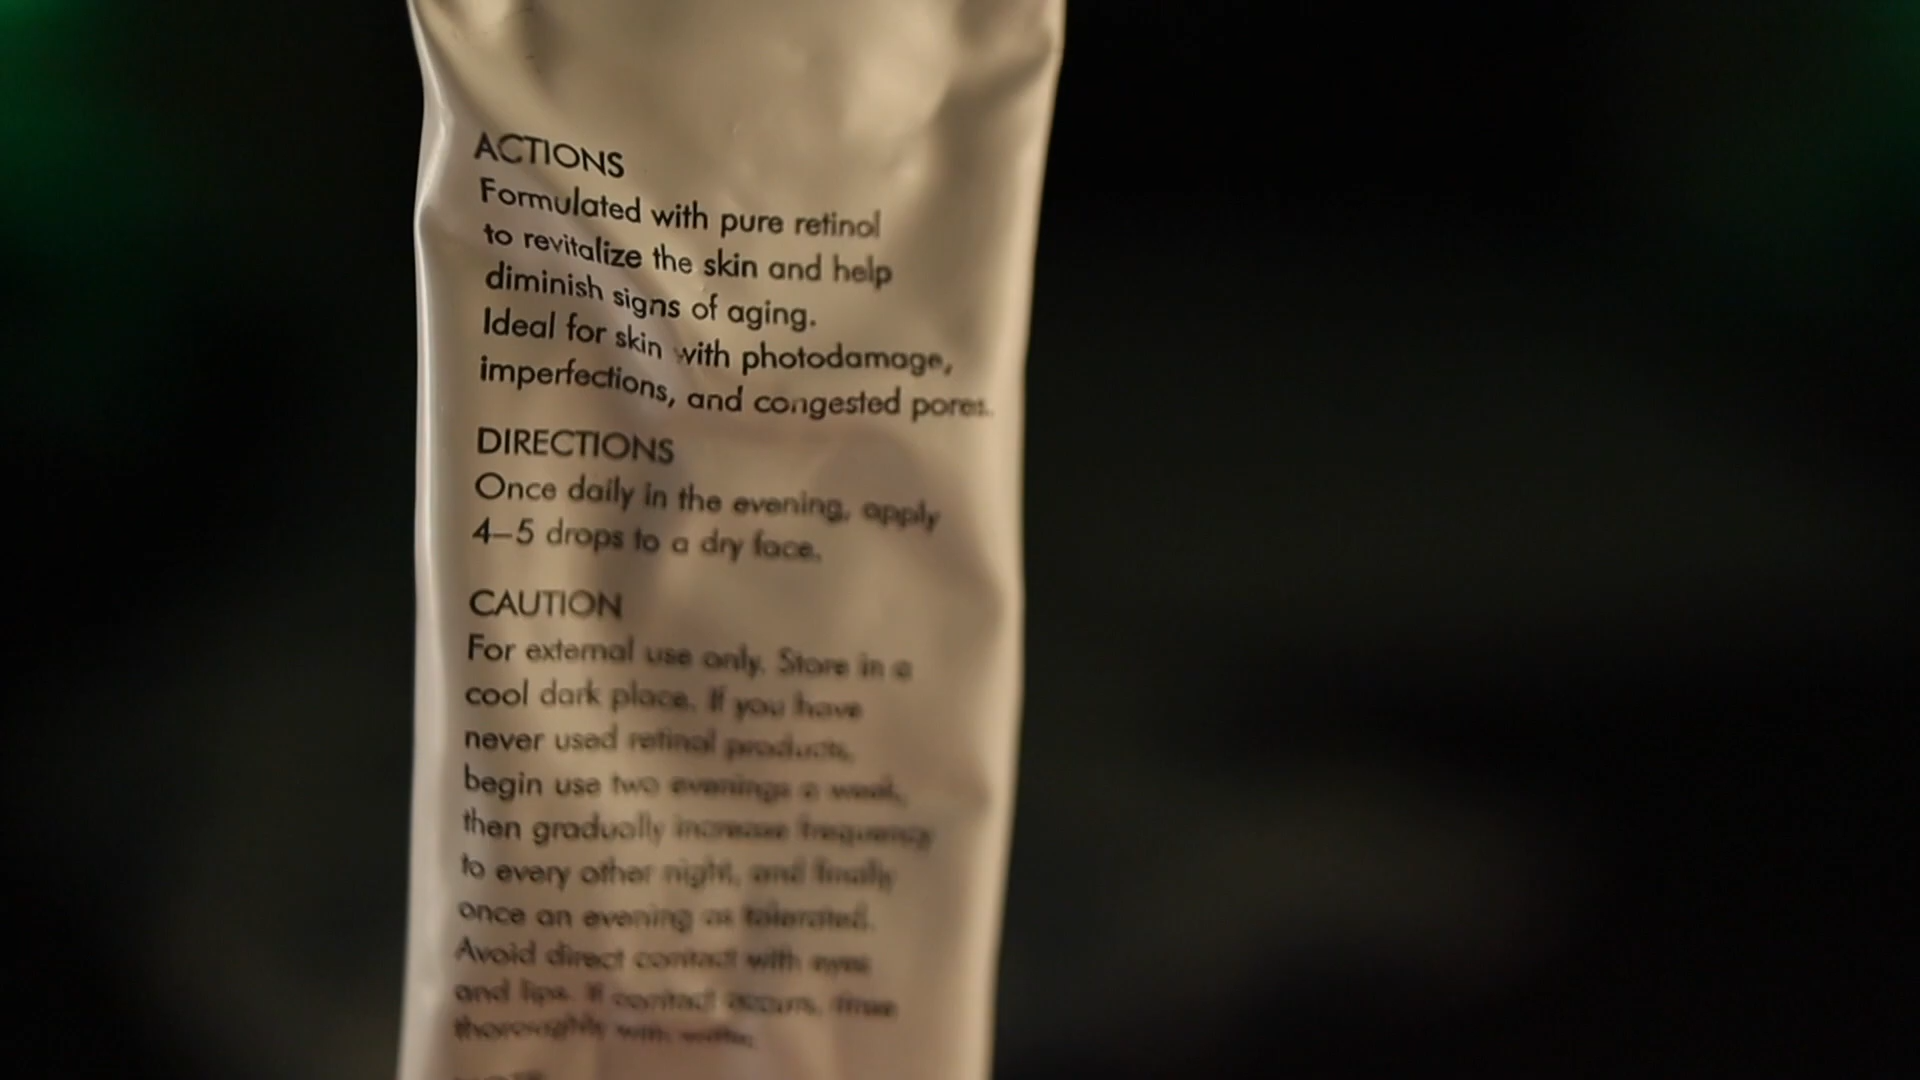 ACTIONS
Formulated with pure retinol
to revitalize the skin and help
diminish signs of aging.
Ideal for skin with photodamage,
imperfections, and congested pores.
DIRECTIONS
Once daily in the evening, apply
4–5 drops to a dry face.
CAUTION
For external use only. Store in a
cool dark place. If you have
never used retinol products,
begin use two evenings a week,
then gradually increase frequency
to every other night, and finally
once an evening as tolerated.
Avoid direct contact with eyes
and lips. If contact occurs, rinse
thoroughly with water.